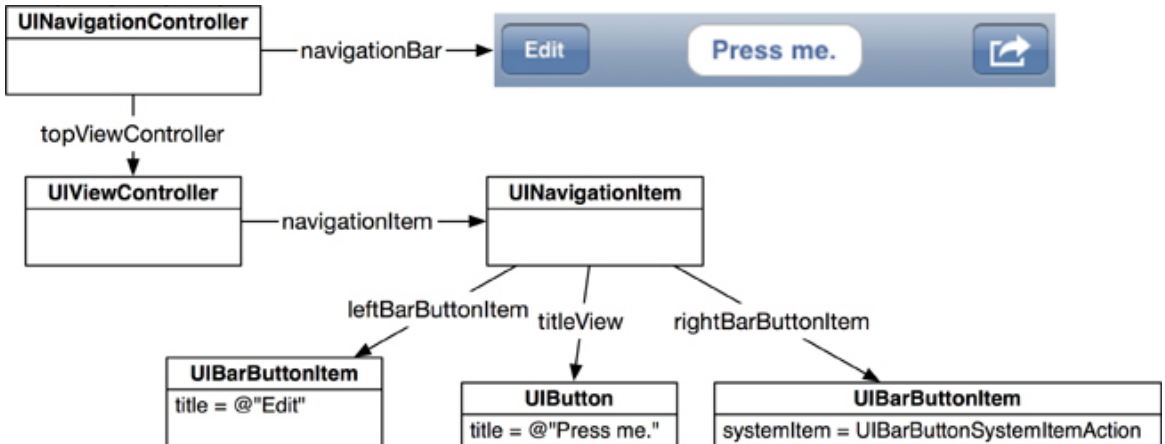 UINavigationController
navigationBar
Edit
Press me.
topViewController
UIViewController
navigationItem
UINavigationItem
leftBarButtonItem
titleView
rightBarButtonItem
UIBarButtonItem
title = @"Edit"
UIButton
title = @"Press me."
UIBarButtonItem
systemItem = UIBarButtonSystemItemAction